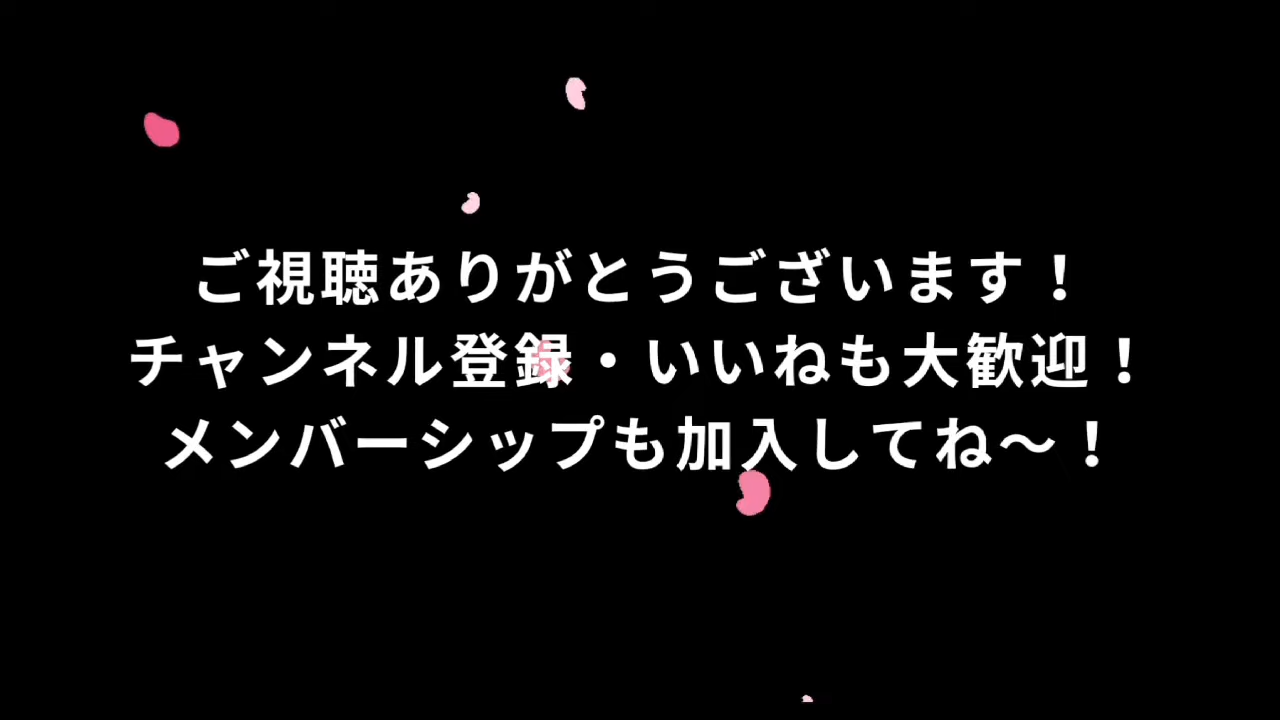 ご視聴ありがとうございます！
チャンネル登録・いいねも大歓迎！
メンバーシップも加入してね～！